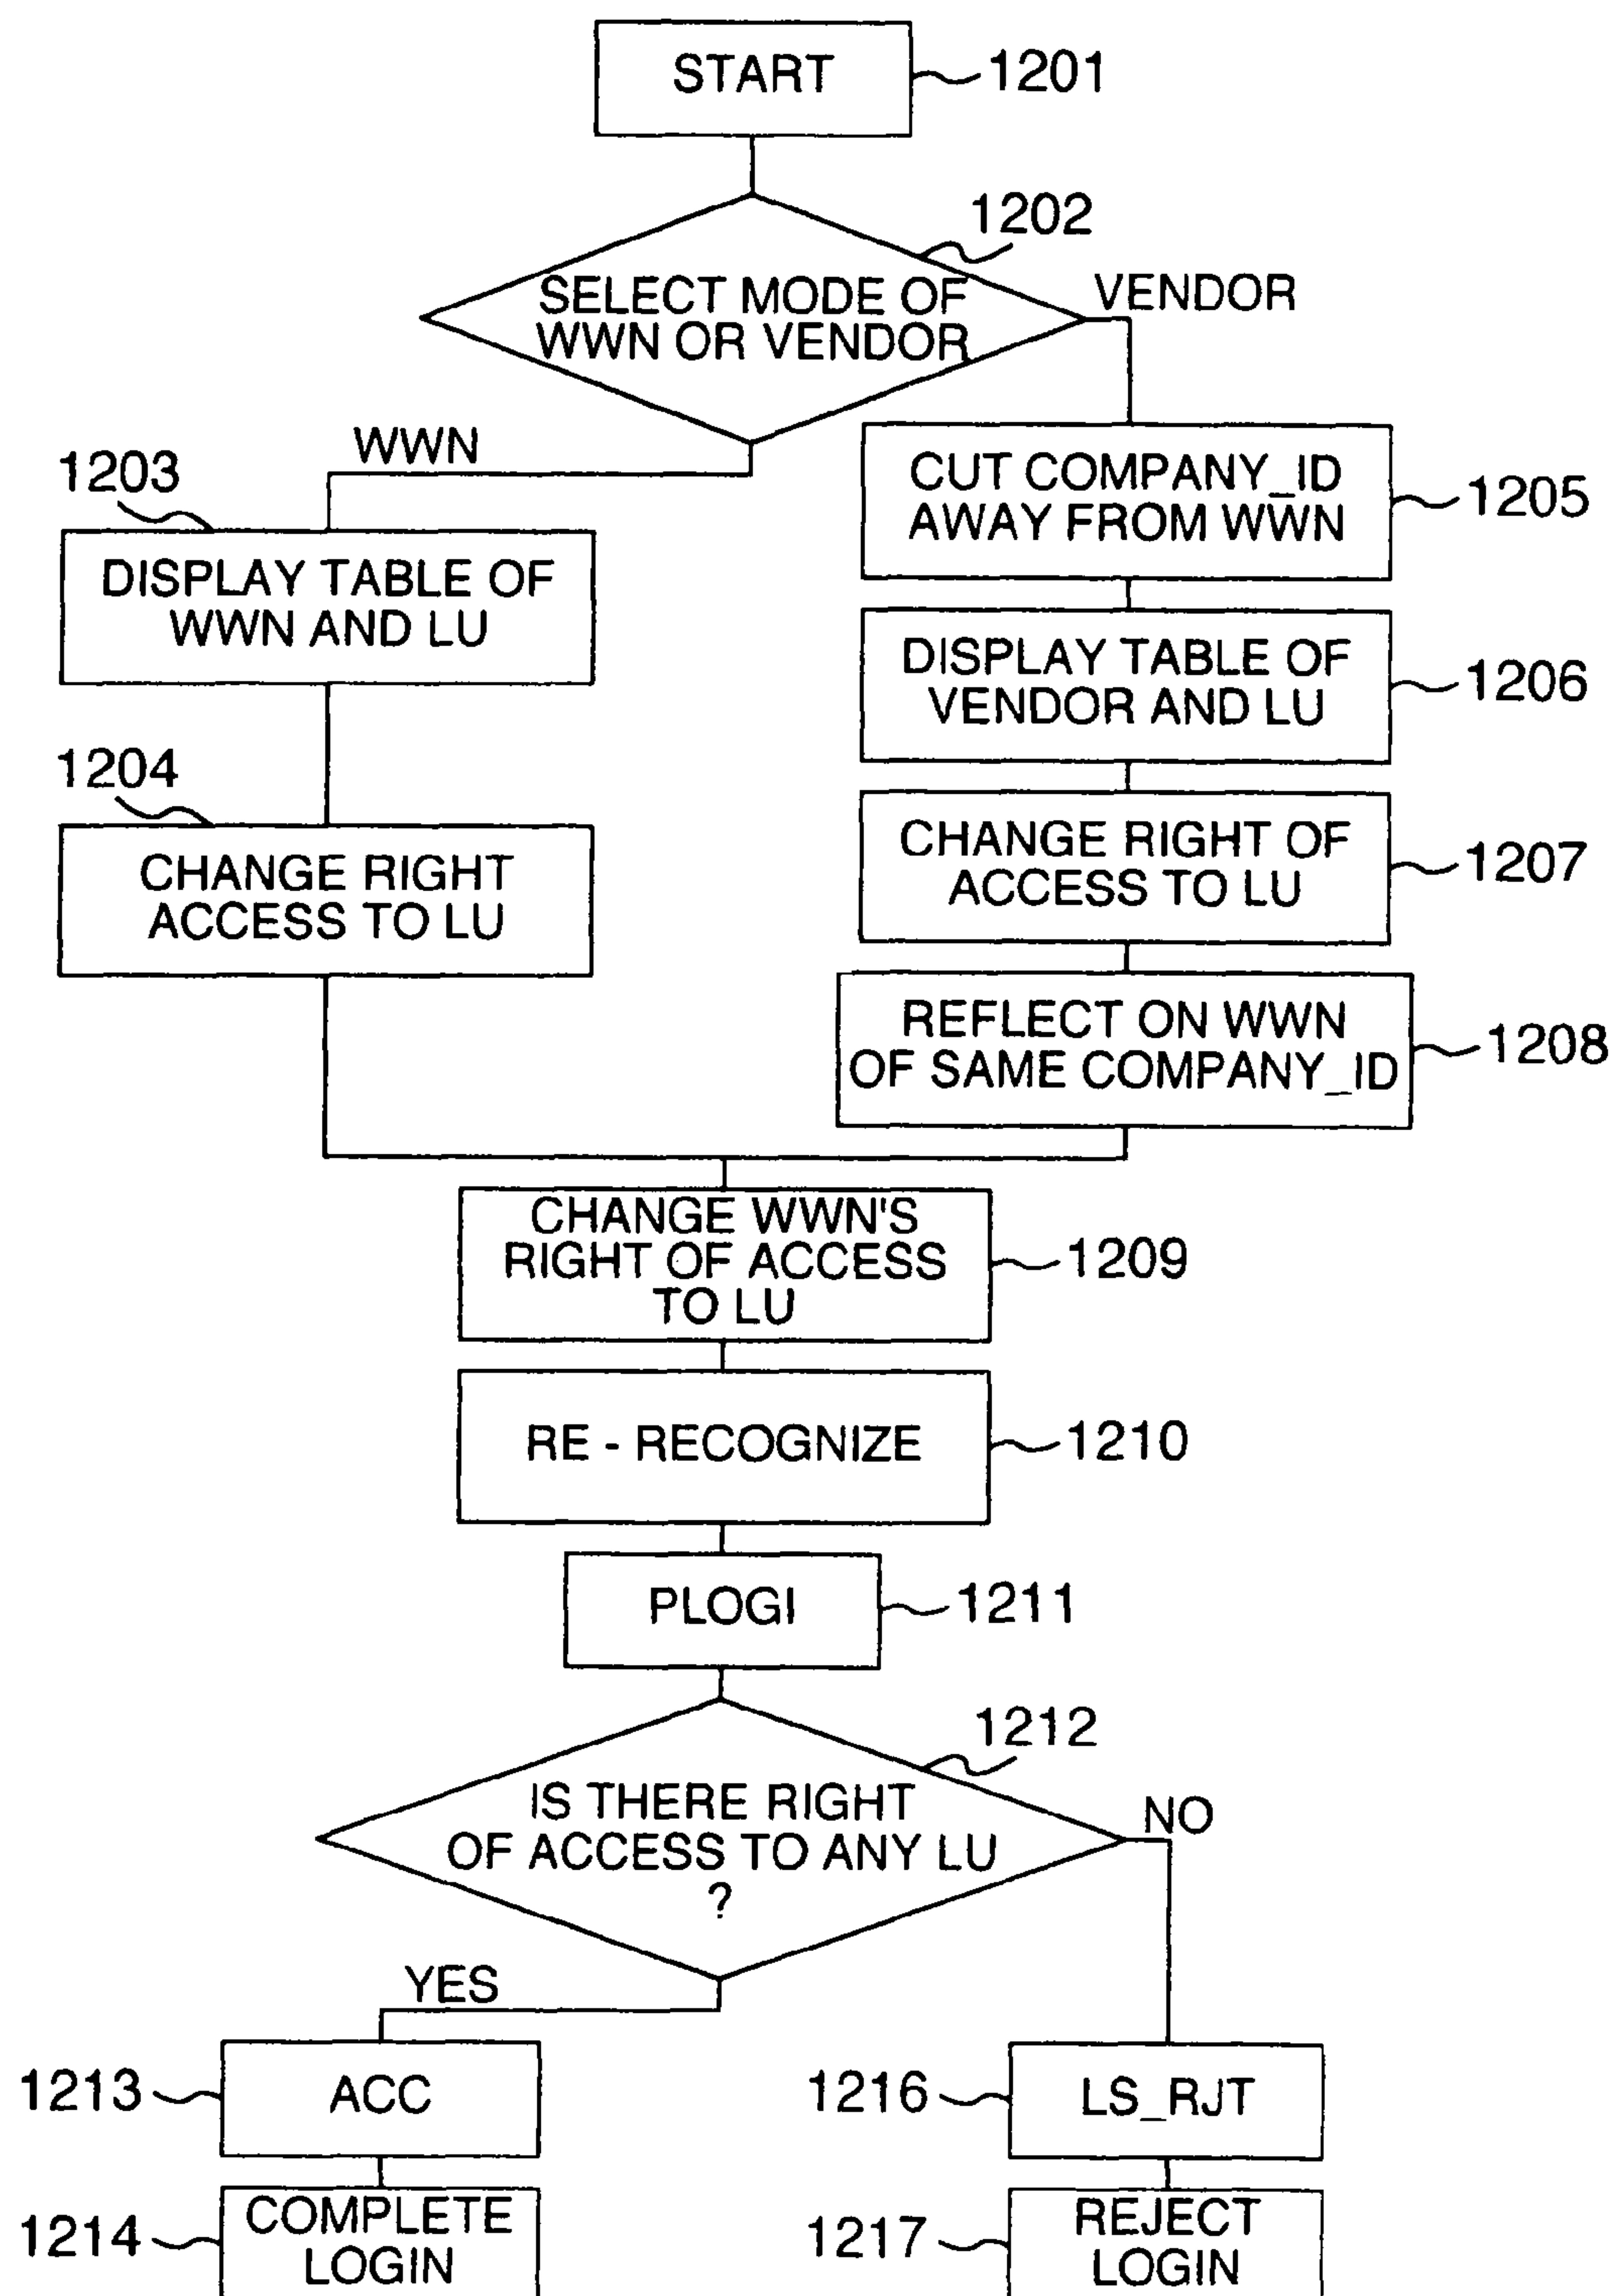 START
1201
1202
SELECT MODE OF
WWN OR VENDOR
VENDOR
WWN
1203
DISPLAY TABLE OF
WWN AND LU
1204
CHANGE RIGHT
ACCESS TO LU
CUT COMPANY_ID
AWAY FROM WWN
1205
DISPLAY TABLE OF
VENDOR AND LU
1206
CHANGE RIGHT OF
ACCESS TO LU
1207
REFLECT ON WWN
OF SAME COMPANY_ID
1208
CHANGE WWN'S
RIGHT OF ACCESS
TO LU
1209
RE - RECOGNIZE
1210
PLOGI
1211
1212
IS THERE RIGHT
OF ACCESS TO ANY LU
?
NO
YES
1213
ACC
1216
LS_RJT
1214
COMPLETE
LOGIN
1217
REJECT
LOGIN